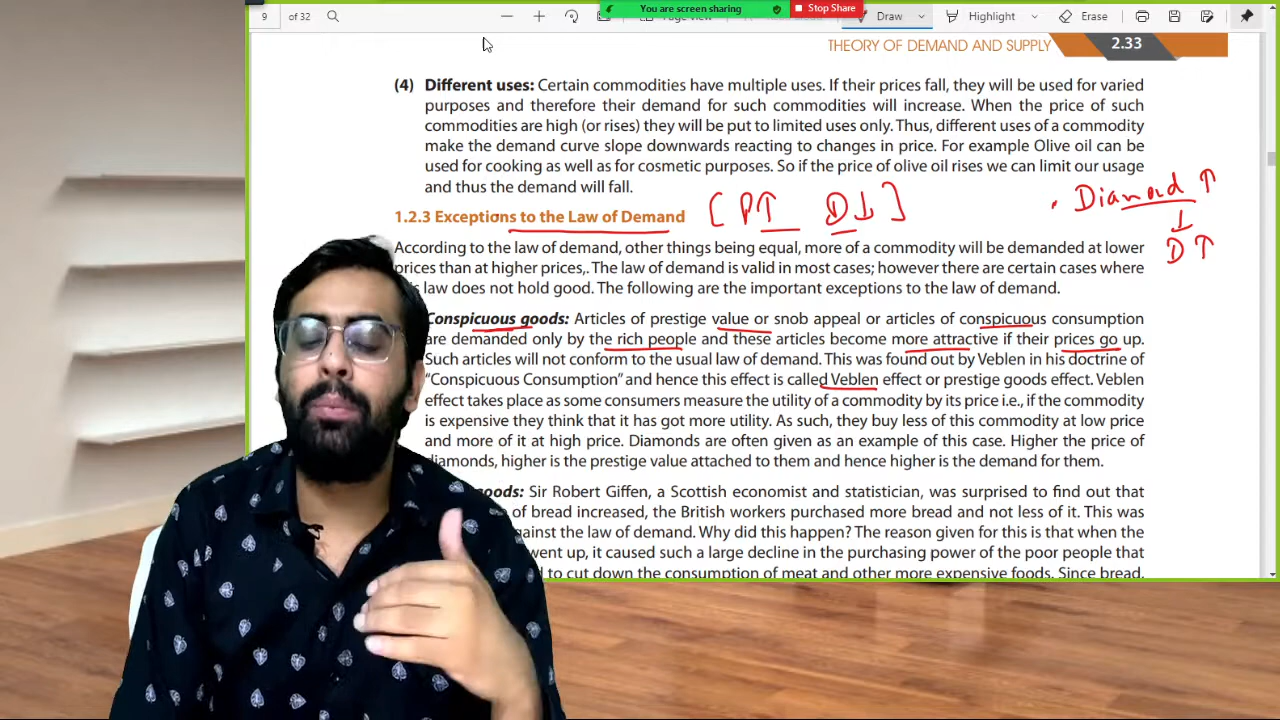 You are screen sharing
Stop Share
9 of 32
Page view
Draw
Highlight
Erase
THEORY OF DEMAND AND SUPPLY 2.33
(4) Different uses: Certain commodities have multiple uses. If their prices fall, they will be used for varied
purposes and therefore their demand for such commodities will increase. When the price of such
commodities are high (or rises) they will be put to limited uses only. Thus, different uses of a commodity
make the demand curve slope downwards reacting to changes in price. For example Olive oil can be
used for cooking as well as for cosmetic purposes. So if the price of olive oil rises we can limit our usage
and thus the demand will fall.
Diamond ↑
↓
D ↑
1.2.3 Exceptions to the Law of Demand [ P↑ D↓ ]
According to the law of demand, other things being equal, more of a commodity will be demanded at lower
prices than at higher prices,. The law of demand is valid in most cases; however there are certain cases where
law does not hold good. The following are the important exceptions to the law of demand.
Conspicuous goods: Articles of prestige value or snob appeal or articles of conspicuous consumption
are demanded only by the rich people and these articles become more attractive if their prices go up.
Such articles will not conform to the usual law of demand. This was found out by Veblen in his doctrine of
“Conspicuous Consumption” and hence this effect is called Veblen effect or prestige goods effect. Veblen
effect takes place as some consumers measure the utility of a commodity by its price i.e., if the commodity
is expensive they think that it has got more utility. As such, they buy less of this commodity at low price
and more of it at high price. Diamonds are often given as an example of this case. Higher the price of
diamonds, higher is the prestige value attached to them and hence higher is the demand for them.
goods: Sir Robert Giffen, a Scottish economist and statistician, was surprised to find out that
of bread increased, the British workers purchased more bread and not less of it. This was
against the law of demand. Why did this happen? The reason given for this is that when the
went up, it caused such a large decline in the purchasing power of the poor people that
to cut down the consumption of meat and other more expensive foods. Since bread,